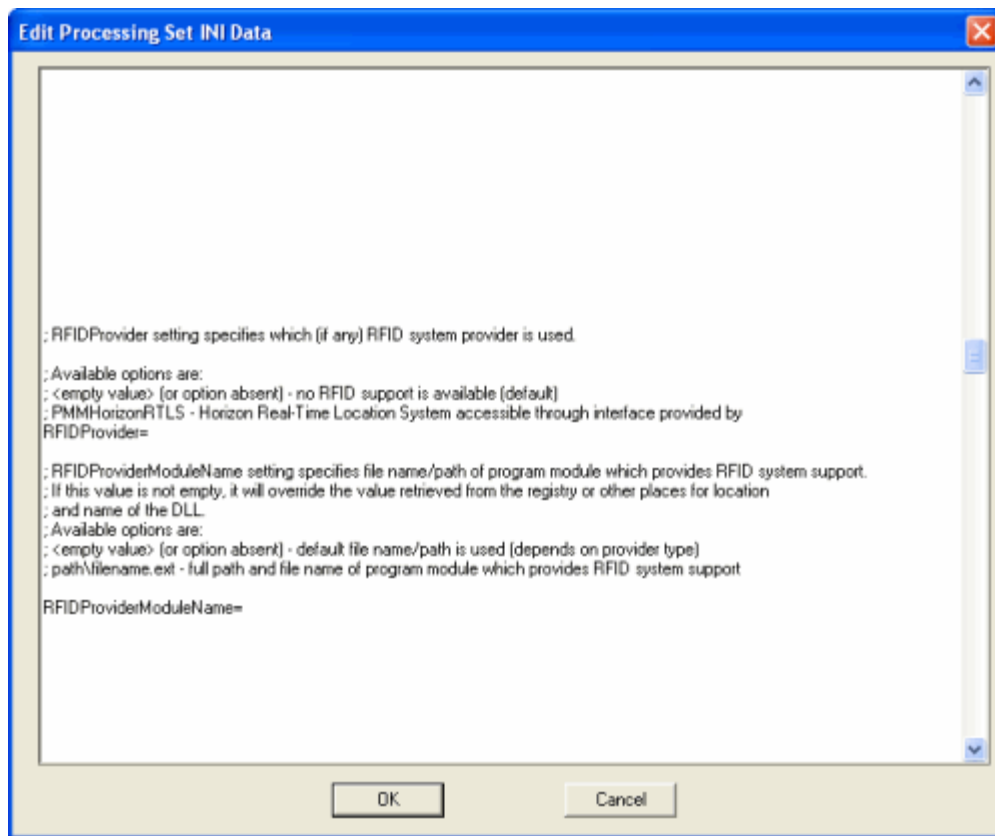 Edit Processing Set INI Data
; RFIDProvider setting specifies which (if any) RFID system provider is used.
; Available options are:
; <empty value> (or option absent) - no RFID support is available (default)
; PMMHorizonRTLS - Horizon Real-Time Location System accessible through interface provided by
RFIDProvider=
; RFIDProviderModuleName setting specifies file name/path of program module which provides RFID system support.
; If this value is not empty, it will override the value retrieved from the registry or other places for location
; and name of the DLL.
; Available options are:
; <empty value> (or option absent) - default file name/path is used (depends on provider type)
; path\filename.ext - full path and file name of program module which provides RFID system support
RFIDProviderModuleName=
OK
Cancel